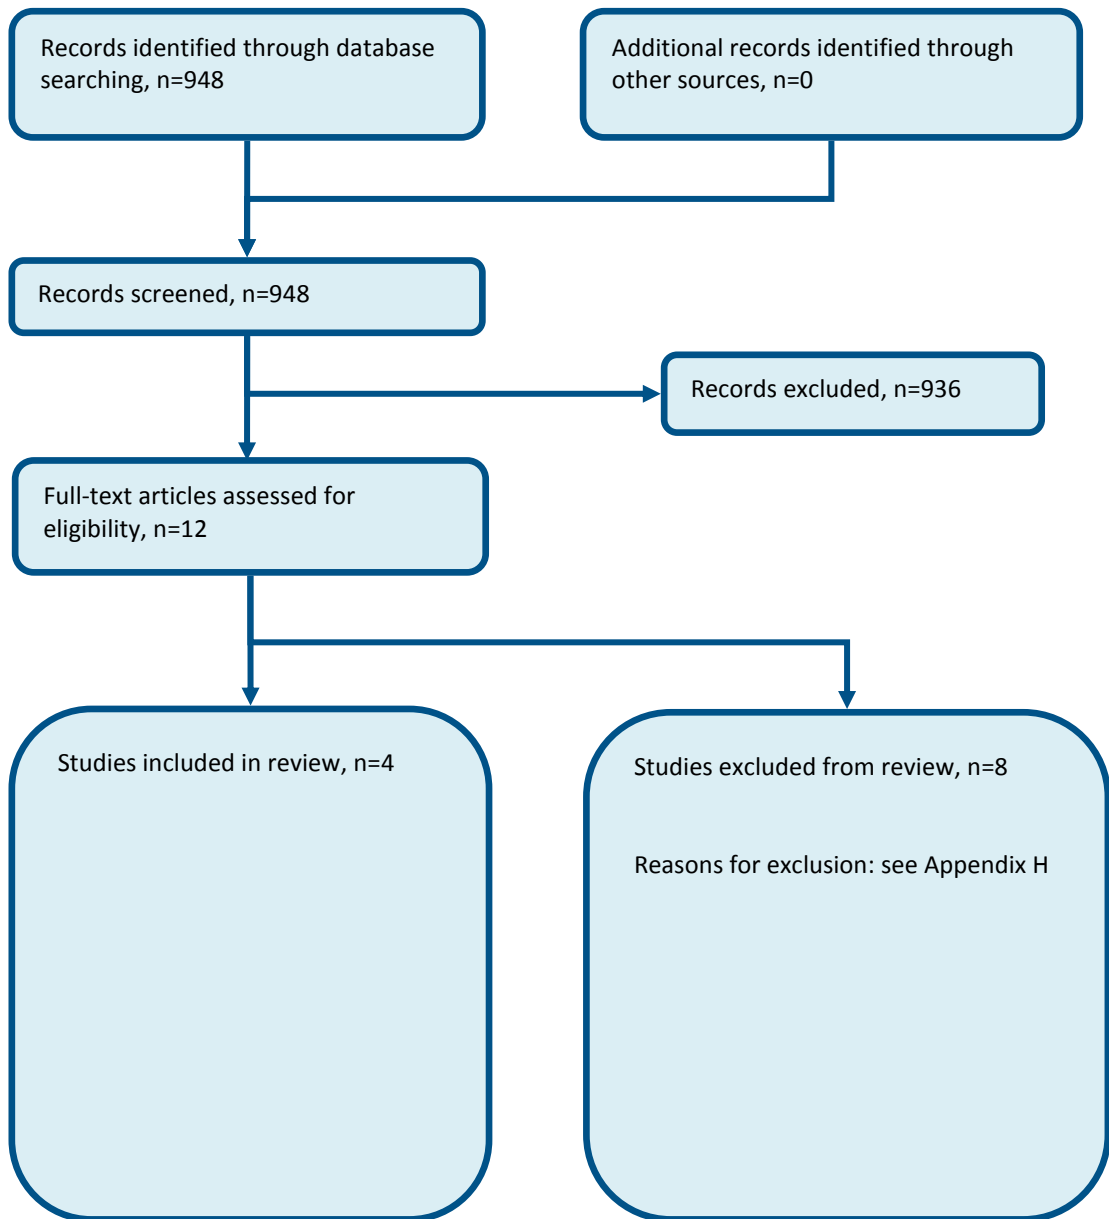 Records identified through database
searching, n=948
Additional records identified through
other sources, n=0
Records screened, n=948
Records excluded, n=936
Full-text articles assessed for
eligibility, n=12
Studies included in review, n=4
Studies excluded from review, n=8
Reasons for exclusion: see Appendix H